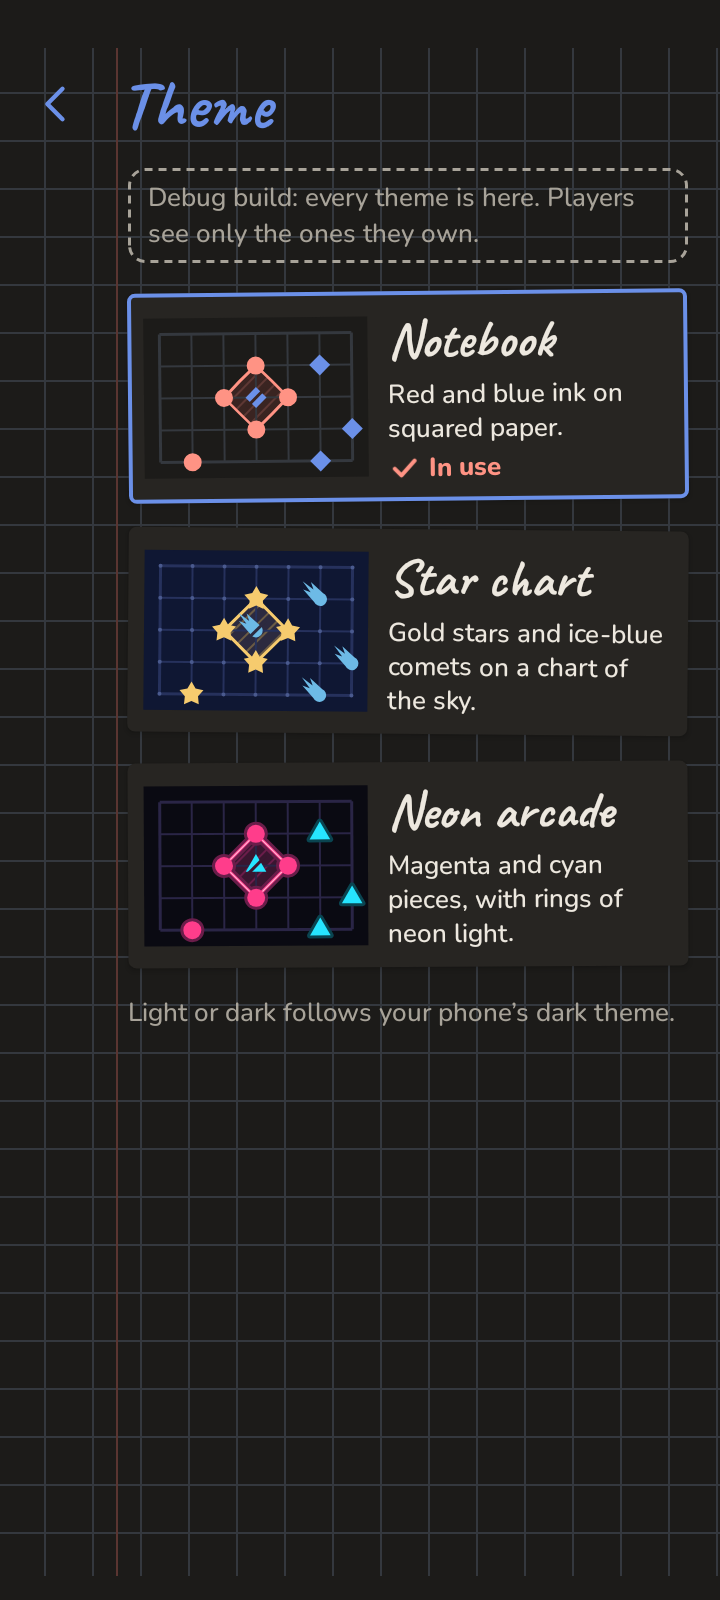 Theme
Debug build: every theme is here. Players
see only the ones they own.
Notebook
Red and blue ink on
squared paper.
In use
Star chart
Gold stars and ice-blue
comets on a chart of
the sky.
Neon arcade
Magenta and cyan
pieces, with rings of
neon light.
Light or dark follows your phone’s dark theme.